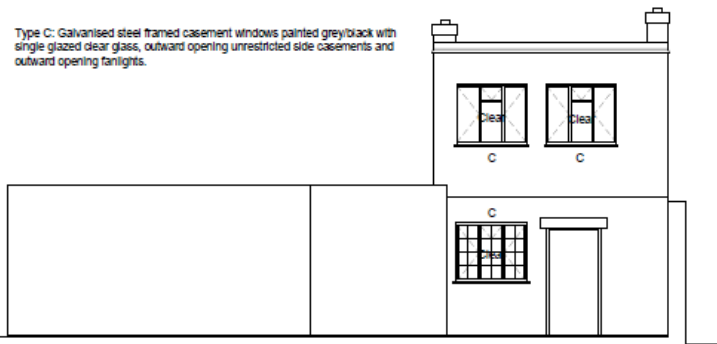 Type C: Galvanised steel framed casement windows painted grey/black with
single glazed clear glass, outward opening unrestricted side casements and
outward opening fanlights.
Clear
Clear
C
C
C
Clear